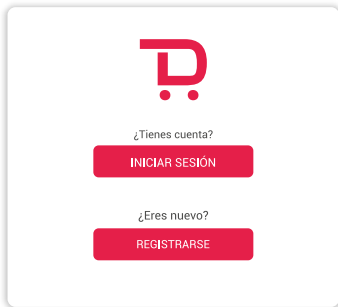 ¿Tienes cuenta?
INICIAR SESIÓN
¿Eres nuevo?
REGISTRARSE